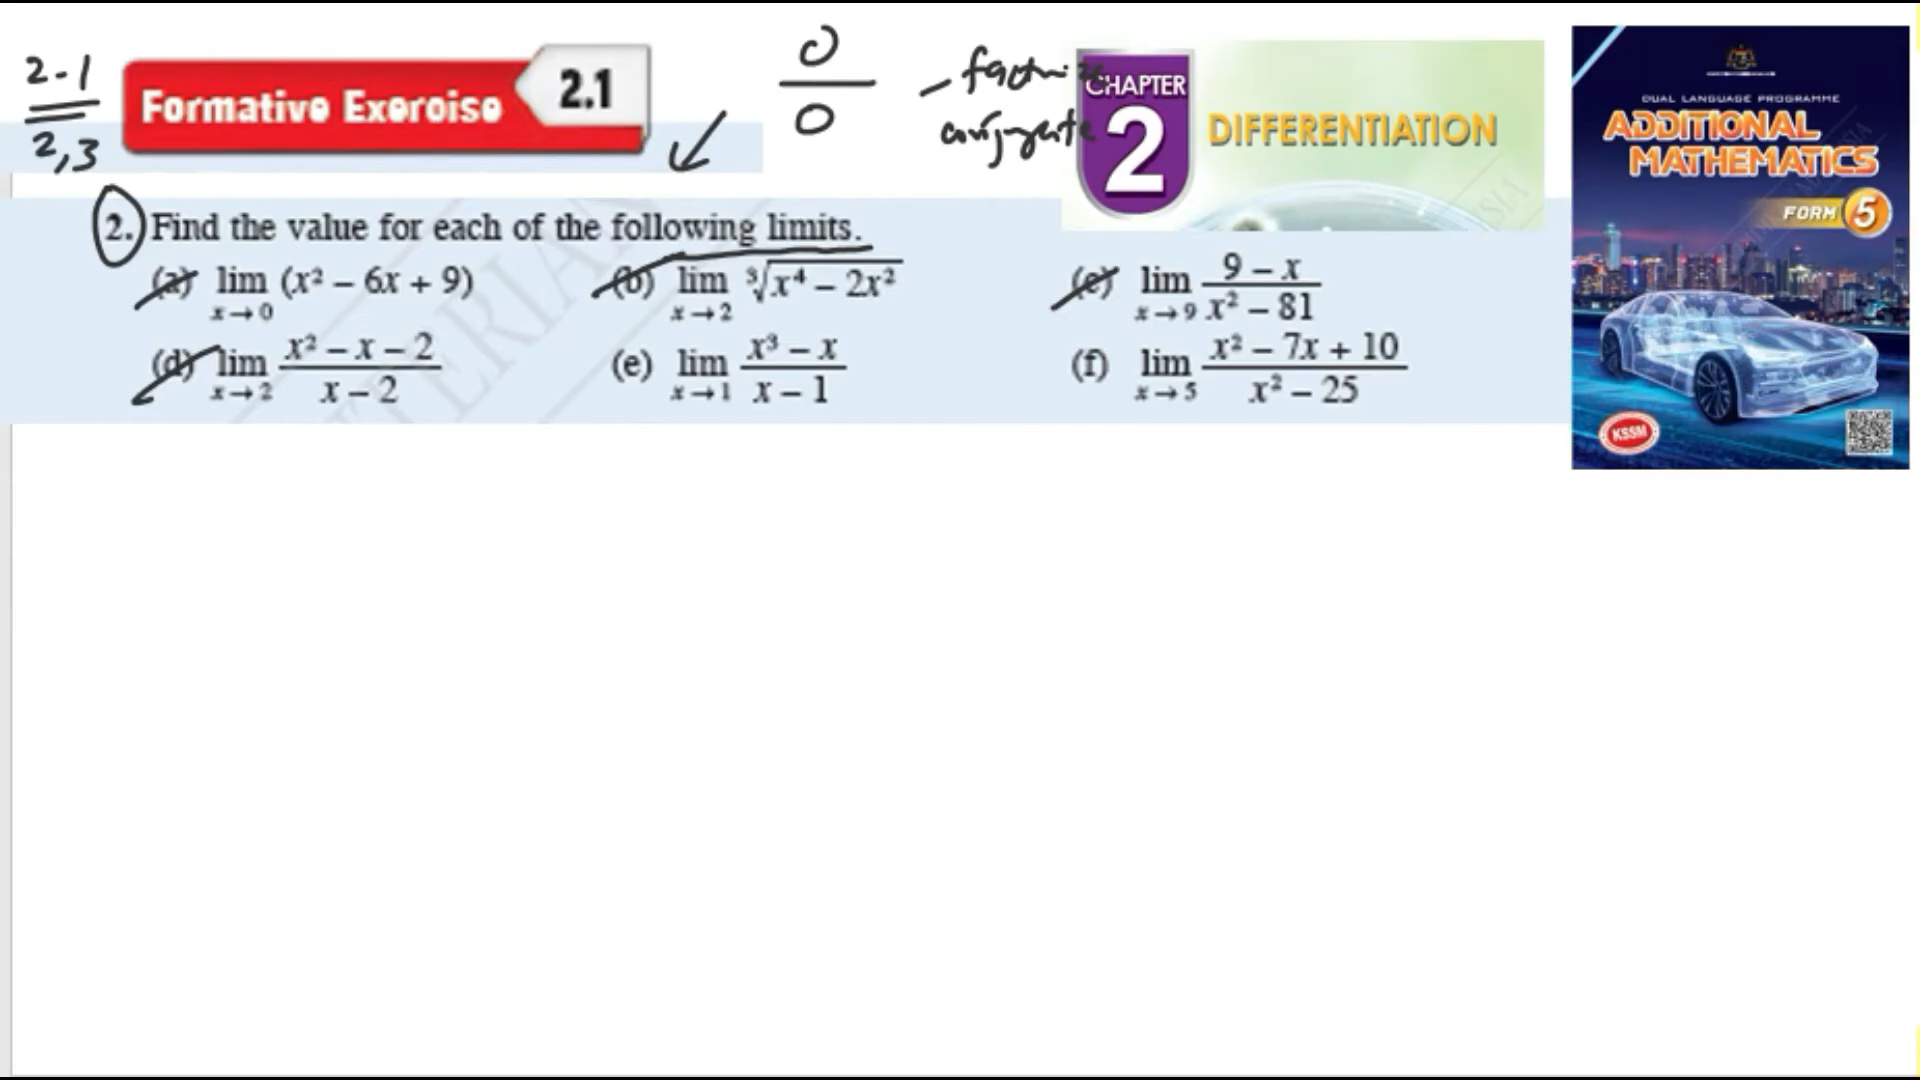 2.1
2,3
Formative Exercise 2.1
0
0
- factorize
conjugate
CHAPTER
2
DIFFERENTIATION
DUAL LANGUAGE PROGRAMME
ADDITIONAL
MATHEMATICS
FORM 5
KSSM
2. Find the value for each of the following limits.
(a) lim x→0 (x² – 6x + 9)
(b) lim x→2 ∛(x⁴ – 2x²)
(c) lim x→9 (9 – x)/(x² – 81)
(d) lim x→2 (x² – x – 2)/(x – 2)
(e) lim x→1 (x³ – x)/(x – 1)
(f) lim x→5 (x² – 7x + 10)/(x² – 25)